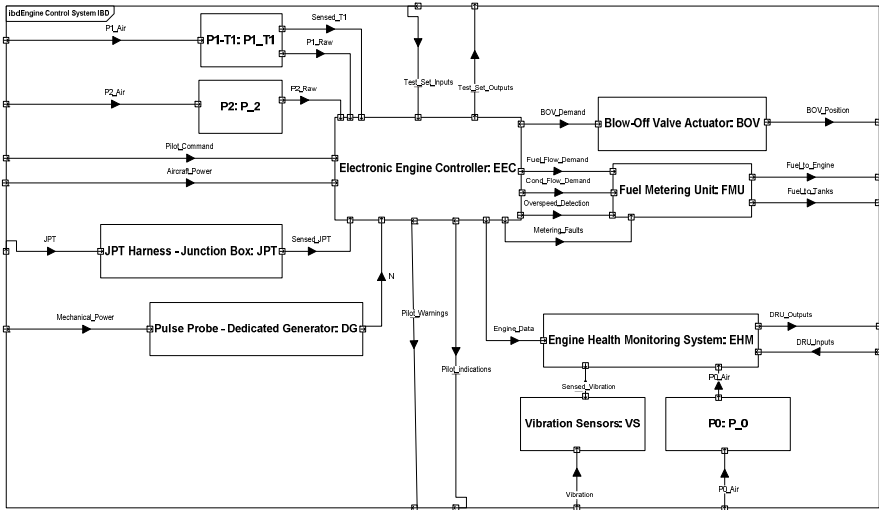 ibdEngine Control System IBD
P1_Air
P1-T1: P1_T1
Sensed_T1
P1_Raw
P2_Air
P2: P_2
P2_Raw
Test_Set_Inputs
Test_Set_Outputs
BOV_Demand
Blow-Off Valve Actuator: BOV
BOV_Position
Pilot_Command
Aircraft_Power
Electronic Engine Controller: EEC
Fuel_Flow_Demand
Cond_Flow_Demand
Overspeed_Detection
Metering_Faults
Fuel Metering Unit: FMU
Fuel_to_Engine
Fuel_to_Tanks
JPT
JPT Harness - Junction Box: JPT
Sensed_JPT
N
Mechanical_Power
Pulse Probe - Dedicated Generator: DG
Pilot_Warnings
Pilot_indications
Engine_Data
Engine Health Monitoring System: EHM
DRU_Outputs
DRU_Inputs
Sensed_Vibration
P0_Air
Vibration Sensors: VS
P0: P_0
Vibration
P0_Air